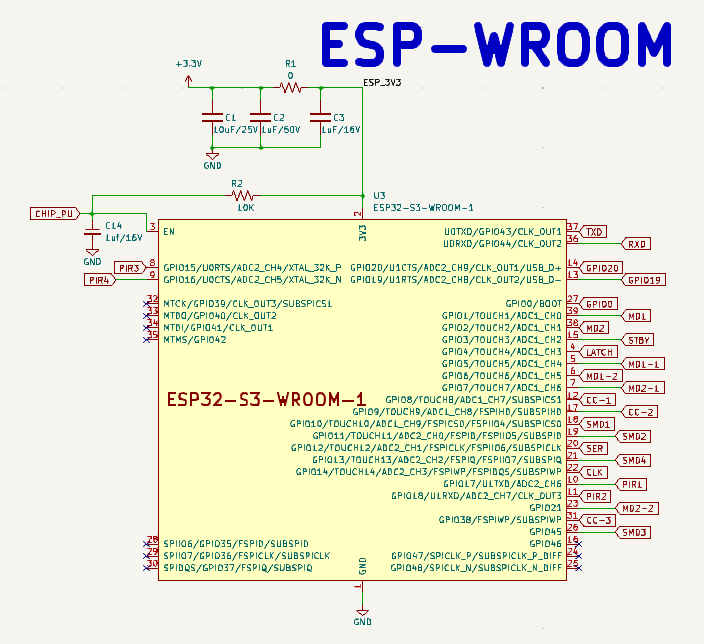 ESP-WROOM
+3.3V
R1
0
ESP_3V3
C1
10uF/25V
C2
1uF/50V
C3
1uF/16V
GND
R2
10K
U3
ESP32-S3-WROOM-1
CHIP_PU
C14
1uf/16V
GND
3 EN
2 3V3
U0TXD/GPIO43/CLK_OUT1 37 TXD
U0RXD/GPIO44/CLK_OUT2 36 RXD
PIR3 8 GPIO15/U0RTS/ADC2_CH4/XTAL_32K_P
GPIO20/U1CTS/ADC2_CH9/CLK_OUT1/USB_D+ 14 GPIO20
PIR4 9 GPIO16/U0CTS/ADC2_CH5/XTAL_32K_N
GPIO19/U1RTS/ADC2_CH8/CLK_OUT2/USB_D- 13 GPIO19
32 MTCK/GPIO39/CLK_OUT3/SUBSPICS1
GPIO0/BOOT 27 GPIO0
33 MTDO/GPIO40/CLK_OUT2
GPIO1/TOUCH1/ADC1_CH0 39 MD1
34 MTDI/GPIO41/CLK_OUT1
GPIO2/TOUCH2/ADC1_CH1 38 MD2
35 MTMS/GPIO42
GPIO3/TOUCH3/ADC1_CH2 15 STBY
GPIO4/TOUCH4/ADC1_CH3 4 LATCH
GPIO5/TOUCH5/ADC1_CH4 5 MD1-1
GPIO6/TOUCH6/ADC1_CH5 6 MD1-2
GPIO7/TOUCH7/ADC1_CH6 7 MD2-1
ESP32-S3-WROOM-1
GPIO8/TOUCH8/ADC1_CH7/SUBSPICS1 12 CC-1
GPIO9/TOUCH9/ADC1_CH8/FSPIHD/SUBSPIHD 17 CC-2
GPIO10/TOUCH10/ADC1_CH9/FSPICS0/FSPIIO4/SUBSPICS0 18 SMD1
GPIO11/TOUCH11/ADC2_CH0/FSPID/FSPIIO5/SUBSPID 19 SMD2
GPIO12/TOUCH12/ADC2_CH1/FSPICLK/FSPIIO6/SUBSPICLK 20 SER
GPIO13/TOUCH13/ADC2_CH2/FSPIQ/FSPIIO7/SUBSPIQ 21 SMD4
GPIO14/TOUCH14/ADC2_CH3/FSPIWP/FSPIDQS/SUBSPIWP 22 CLK
GPIO17/U1TXD/ADC2_CH6 10 PIR1
GPIO18/U1RXD/ADC2_CH7/CLK_OUT3 11 PIR2
GPIO21 23 MD2-2
GPIO38/FSPIWP/SUBSPIWP 31 CC-3
GPIO45 26 SMD3
28 SPIIO6/GPIO35/FSPID/SUBSPID
GPIO46 16
29 SPIIO7/GPIO36/FSPICLK/SUBSPICLK
GPIO47/SPICLK_P/SUBSPICLK_P_DIFF 24
30 SPIDQS/GPIO37/FSPIQ/SUBSPIQ
GPIO48/SPICLK_N/SUBSPICLK_N_DIFF 25
GND
1
GND